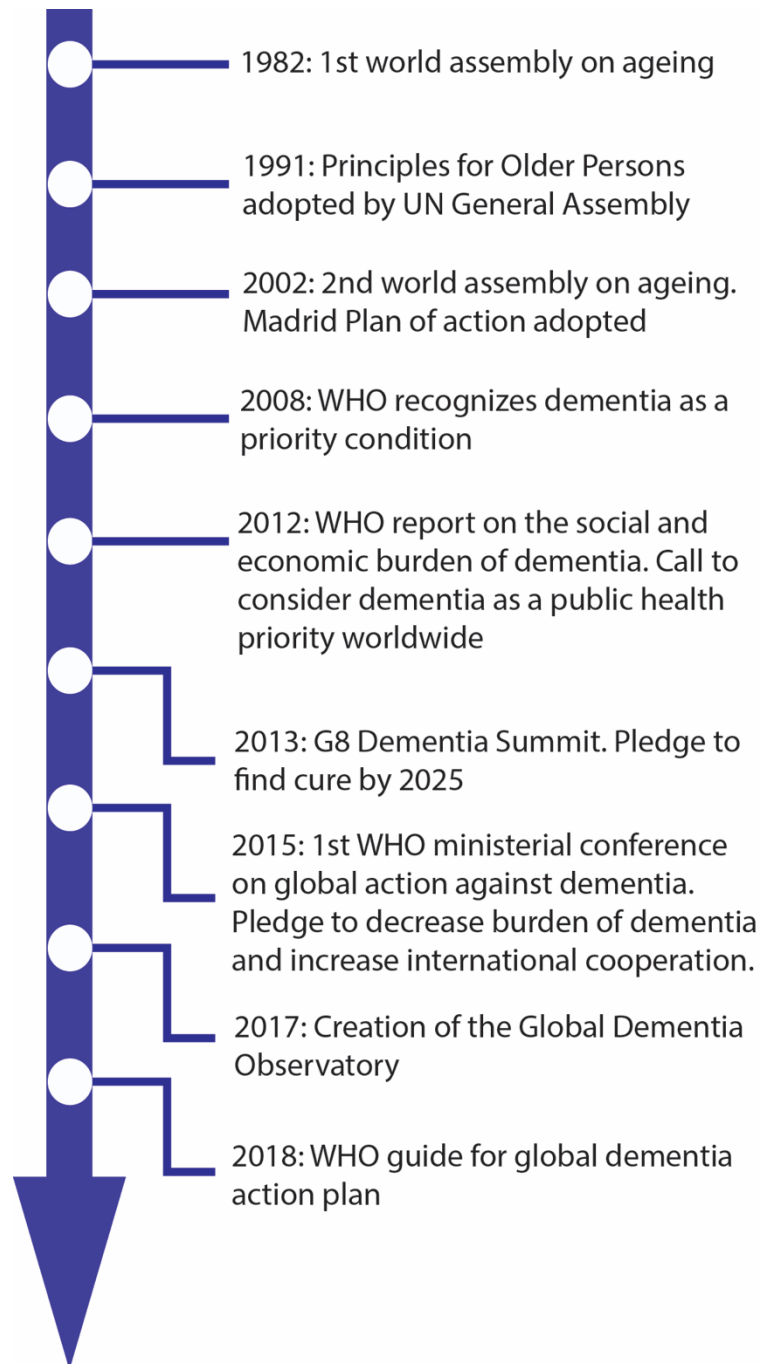 1982: 1st world assembly on ageing
1991: Principles for Older Persons
adopted by UN General Assembly
2002: 2nd world assembly on ageing.
Madrid Plan of action adopted
2008: WHO recognizes dementia as a
priority condition
2012: WHO report on the social and
economic burden of dementia. Call to
consider dementia as a public health
priority worldwide
2013: G8 Dementia Summit. Pledge to
find cure by 2025
2015: 1st WHO ministerial conference
on global action against dementia.
Pledge to decrease burden of dementia
and increase international cooperation.
2017: Creation of the Global Dementia
Observatory
2018: WHO guide for global dementia
action plan